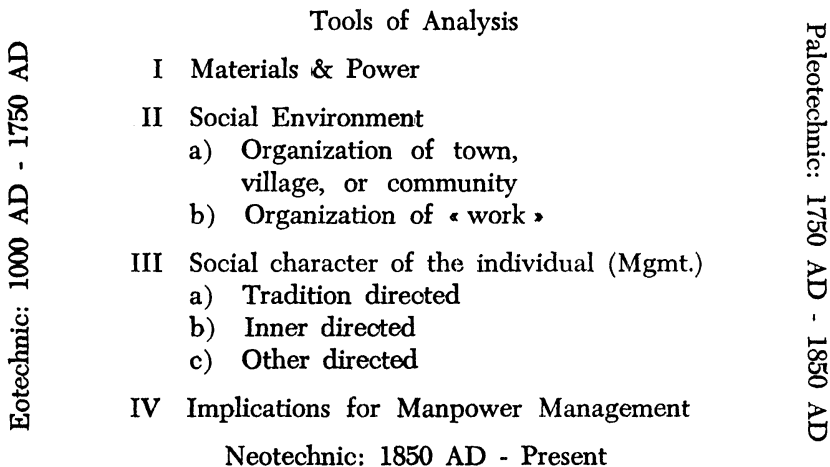 Tools of Analysis
Eotechnic: 1000 AD - 1750 AD
I Materials & Power
II Social Environment
a) Organization of town,
village, or community
b) Organization of « work »
III Social character of the individual (Mgmt.)
a) Tradition directed
b) Inner directed
c) Other directed
IV Implications for Manpower Management
Paleotechnic: 1750 AD - 1850 AD
Neotechnic: 1850 AD - Present